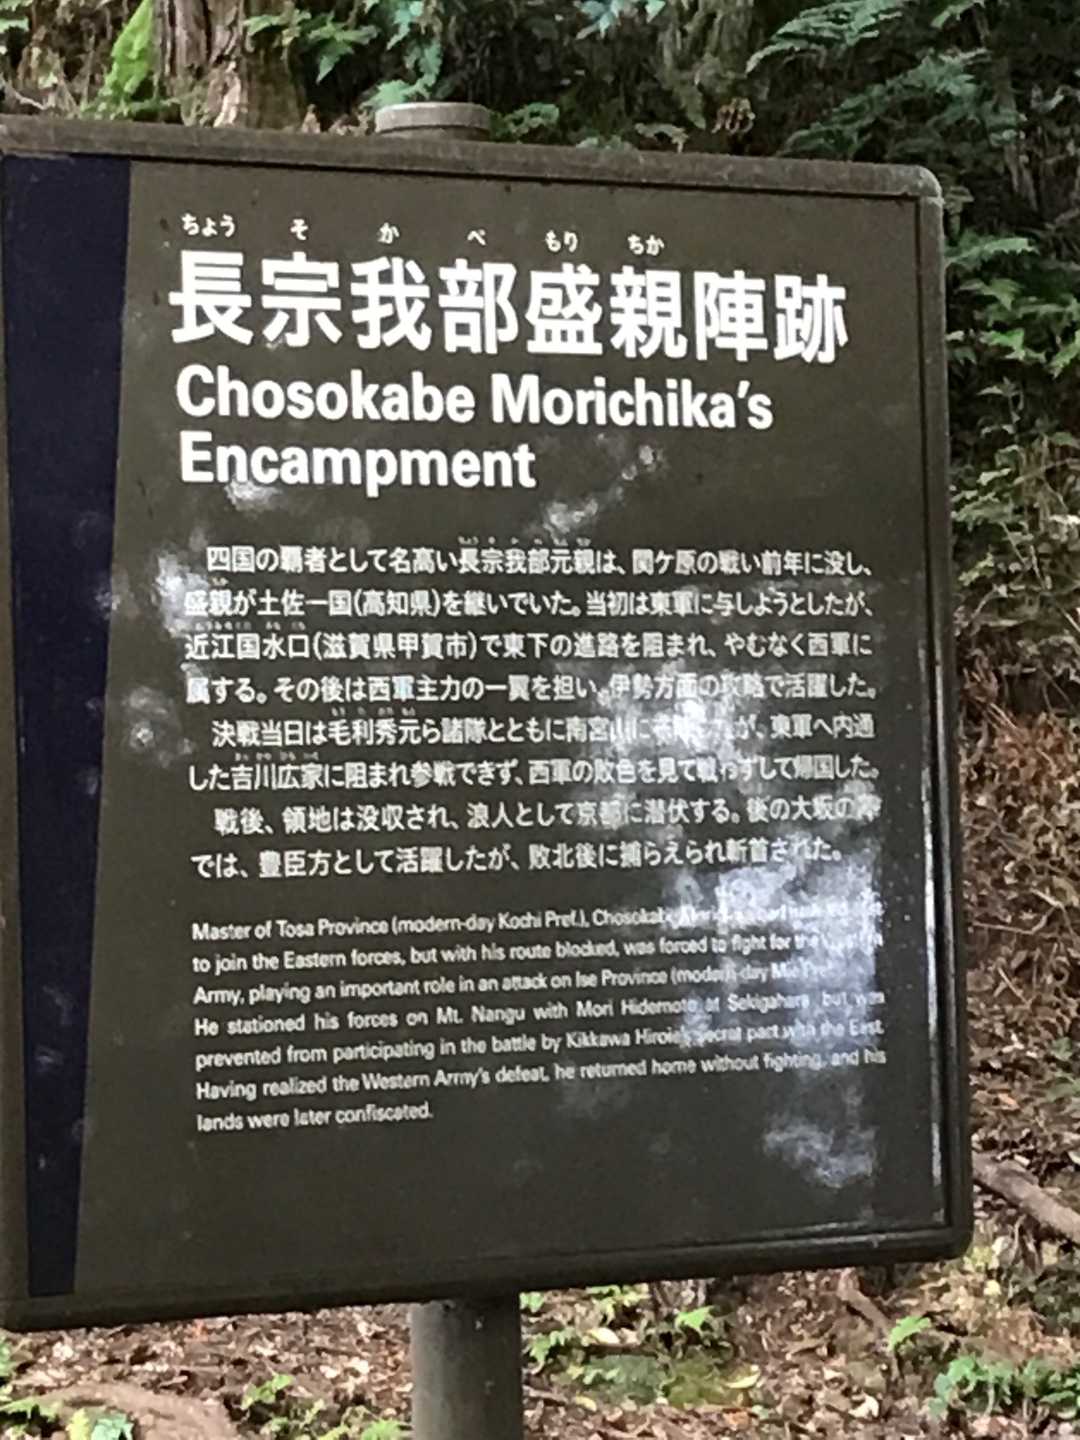 ちょう そ か べ もり ちか
長宗我部盛親陣跡
Chosokabe Morichika's
Encampment
四国の覇者として名高い長宗我部元親は、関ケ原の戦い前年に没し、
盛親が土佐一国(高知県)を継いでいた。当初は東軍に与しようとしたが、
近江国水口(滋賀県甲賀市)で東下の進路を阻まれ、やむなく西軍に
属する。その後は西軍主力の一翼を担い、伊勢方面の攻略で活躍した。
決戦当日は毛利秀元ら諸隊とともに南宮山に が、東軍へ内通
した吉川広家に阻まれ参戦できず、西軍の敗色を見て戦わずして帰国した。
戦後、領地は没収され、浪人として京都に潜伏する。後の大坂の
では、豊臣方として活躍したが、敗北後に捕らえられ斬首された。
Master of Tosa Province (modern-day Kochi Pref.), Chosokabe
to join the Eastern forces, but with his route blocked, was forced to fight for the
Army, playing an important role in an attack on Ise Province (modern-day Mie Pref.
He stationed his forces on Mt. Nangu with Mori Hidemoto at Sekigahara, but was
prevented from participating in the battle by Kikkawa Hiroie's secret pact with the East.
Having realized the Western Army's defeat, he returned home without fighting, and his
lands were later confiscated.